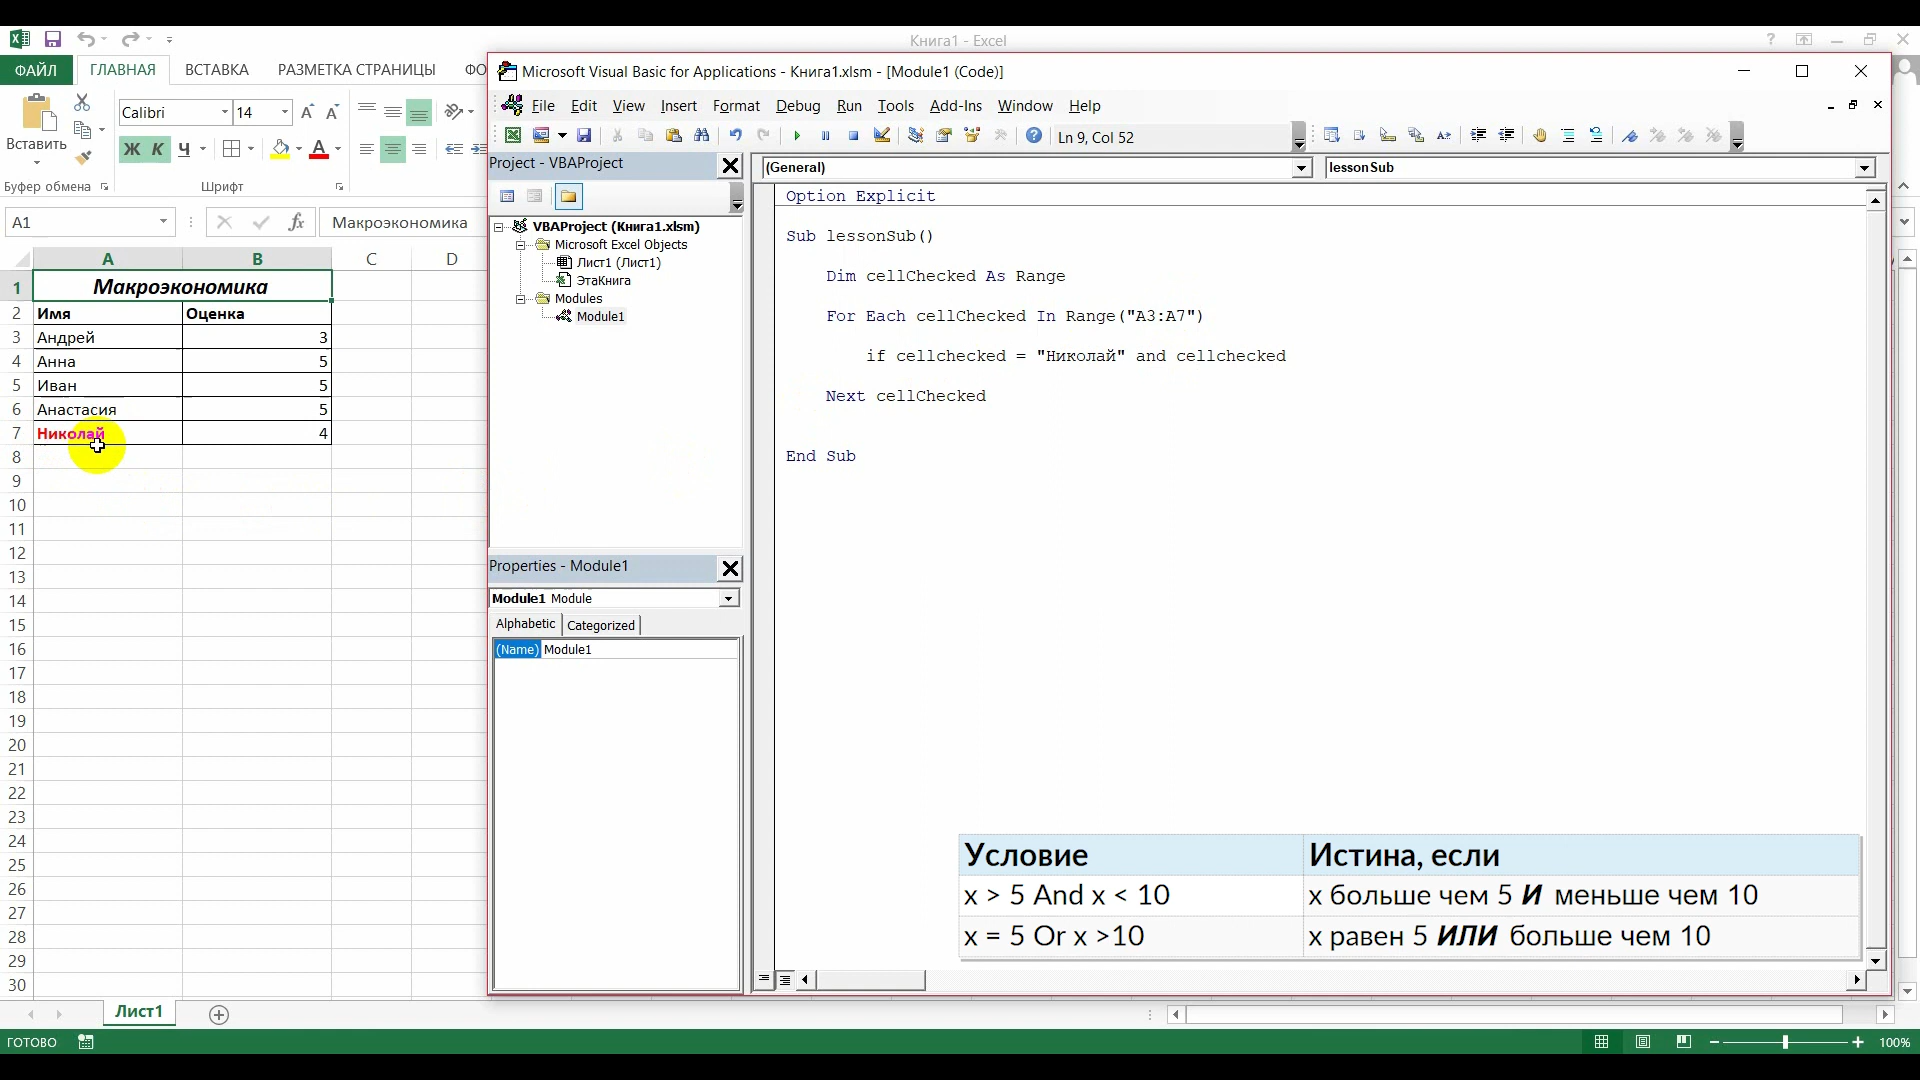 Книга1 - Excel
ФАЙЛ
ГЛАВНАЯ
ВСТАВКА
РАЗМЕТКА СТРАНИЦЫ
ФО
Вставить
Calibri
14
Ж К Ч
Буфер обмена
Шрифт
A1
Макроэкономика
A B C D
1 Макроэкономика
2 Имя Оценка
3 Андрей 3
4 Анна 5
5 Иван 5
6 Анастасия 5
7 Николай 4
8
9
10
11
12
13
14
15
16
17
18
19
20
21
22
23
24
25
26
27
28
29
30
Лист1
ГОТОВО
100%
Microsoft Visual Basic for Applications - Книга1.xlsm - [Module1 (Code)]
File Edit View Insert Format Debug Run Tools Add-Ins Window Help
Ln 9, Col 52
Project - VBAProject
VBAProject (Книга1.xlsm)
Microsoft Excel Objects
Лист1 (Лист1)
ЭтаКнига
Modules
Module1
Properties - Module1
Module1 Module
Alphabetic Categorized
(Name) Module1
(General)
lessonSub
Option Explicit
Sub lessonSub()
Dim cellChecked As Range
For Each cellChecked In Range("A3:A7")
if cellchecked = "Николай" and cellchecked
Next cellChecked
End Sub
Условие Истина, если
x > 5 And x < 10 x больше чем 5 И меньше чем 10
x = 5 Or x >10 x равен 5 ИЛИ больше чем 10